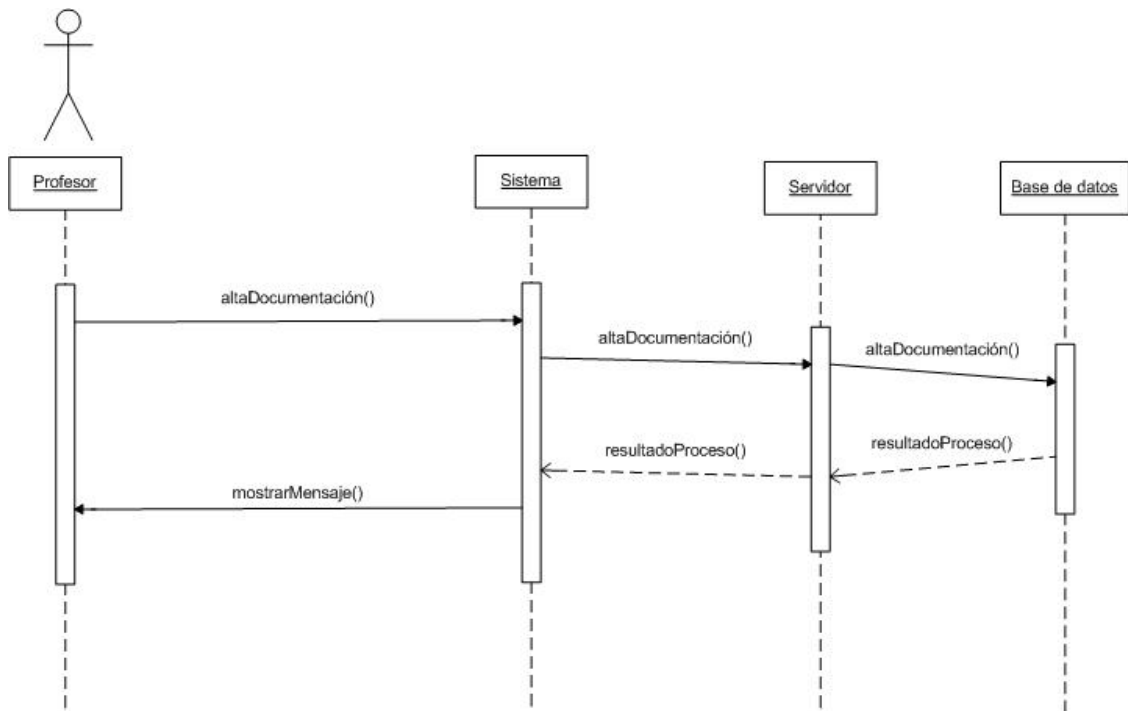 Profesor
Sistema
Servidor
Base de datos
altaDocumentación()
altaDocumentación()
altaDocumentación()
resultadoProceso()
resultadoProceso()
mostrarMensaje()